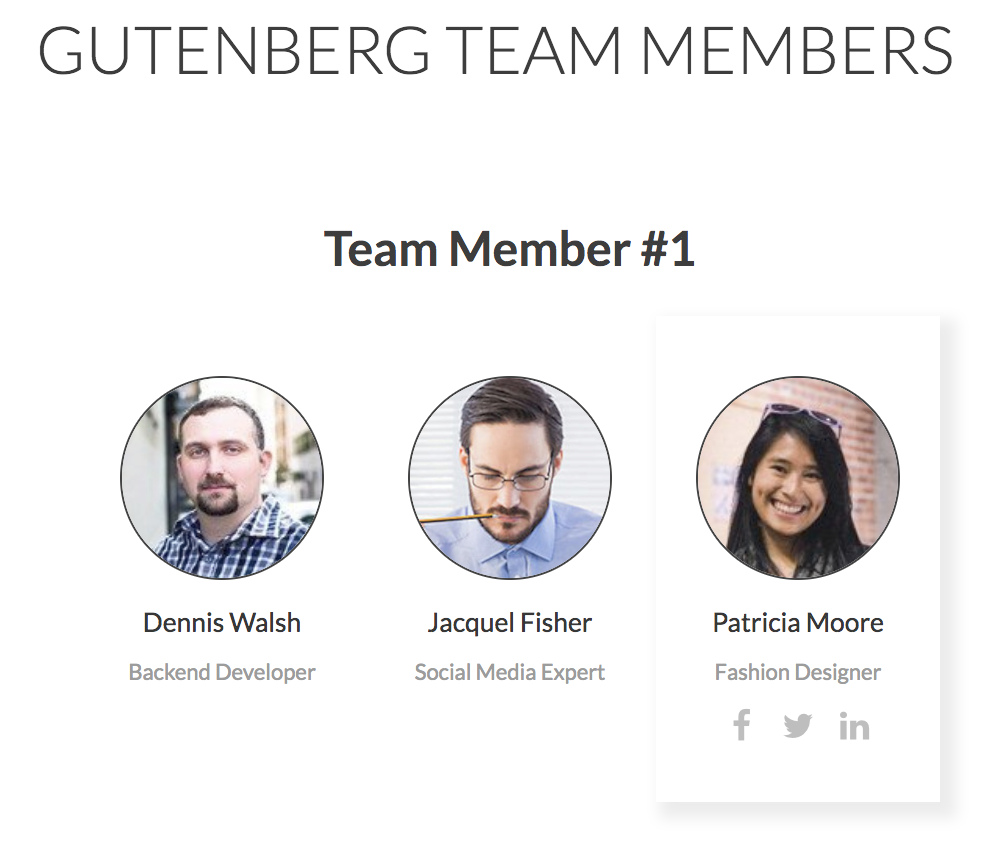 GUTENBERG TEAM MEMBERS
Team Member #1
Dennis Walsh
Backend Developer
Jacquel Fisher
Social Media Expert
Patricia Moore
Fashion Designer